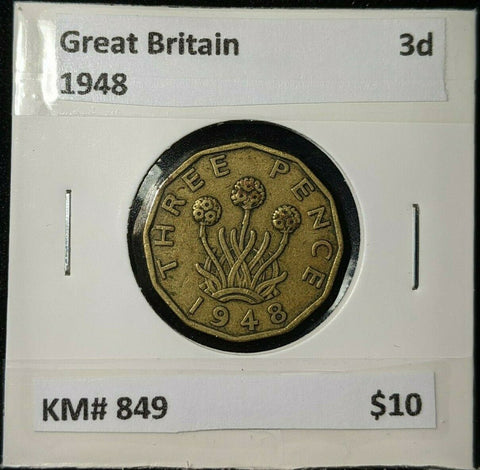 Great Britain 3d
1948
THREE PENCE
1948
KM# 849 $10